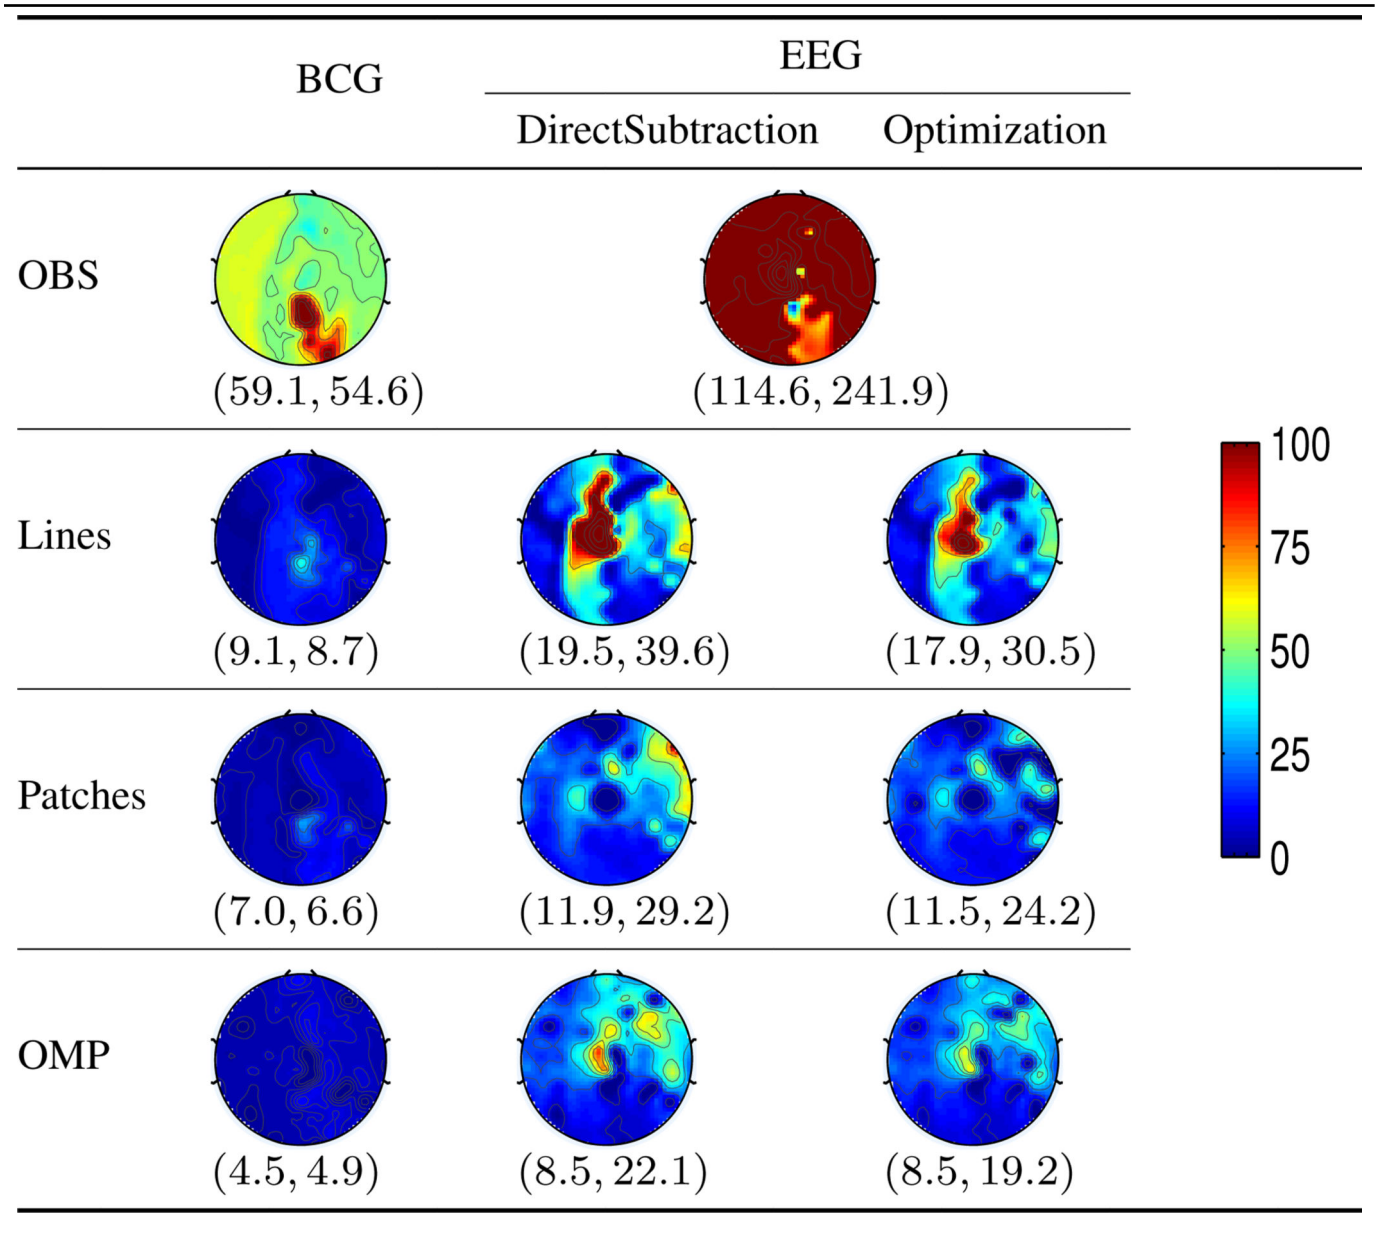 BCG
EEG
DirectSubtraction
Optimization
OBS
(59.1, 54.6)
(114.6, 241.9)
Lines
(9.1, 8.7)
(19.5, 39.6)
(17.9, 30.5)
Patches
(7.0, 6.6)
(11.9, 29.2)
(11.5, 24.2)
OMP
(4.5, 4.9)
(8.5, 22.1)
(8.5, 19.2)
100
75
50
25
0